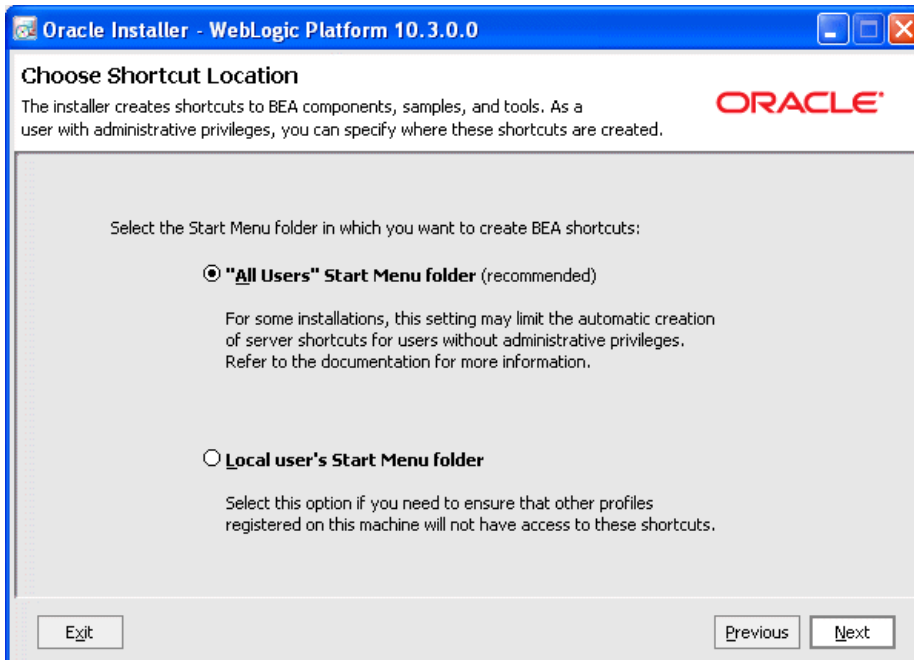 Oracle Installer - WebLogic Platform 10.3.0.0
Choose Shortcut Location
The installer creates shortcuts to BEA components, samples, and tools. As a
user with administrative privileges, you can specify where these shortcuts are created.
ORACLE
Select the Start Menu folder in which you want to create BEA shortcuts:
"All Users" Start Menu folder (recommended)
For some installations, this setting may limit the automatic creation
of server shortcuts for users without administrative privileges.
Refer to the documentation for more information.
Local user's Start Menu folder
Select this option if you need to ensure that other profiles
registered on this machine will not have access to these shortcuts.
Exit
Previous
Next